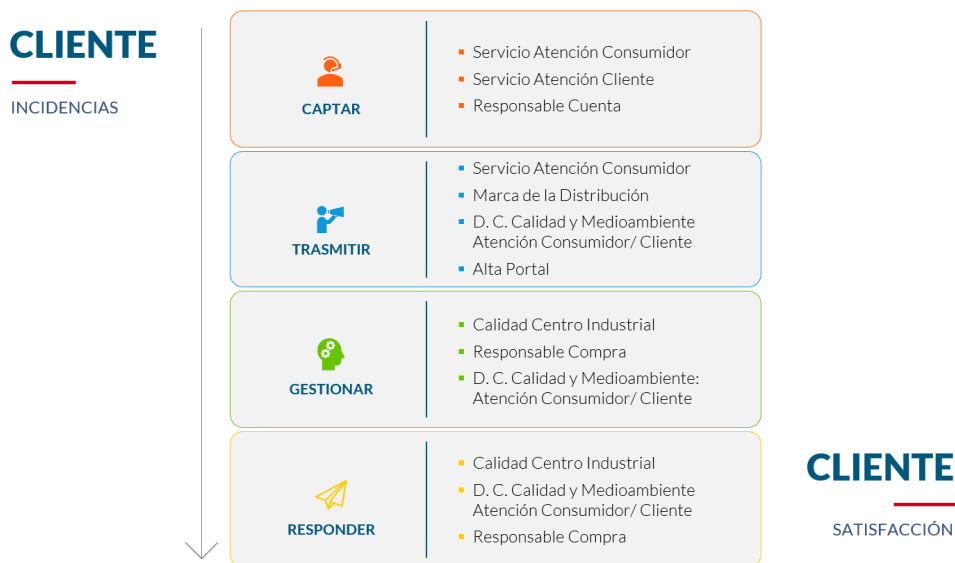 CLIENTE
INCIDENCIAS
CAPTAR
Servicio Atención Consumidor
Servicio Atención Cliente
Responsable Cuenta
TRASMITIR
Servicio Atención Consumidor
Marca de la Distribución
D. C. Calidad y Medioambiente
Atención Consumidor/ Cliente
Alta Portal
GESTIONAR
Calidad Centro Industrial
Responsable Compra
D. C. Calidad y Medioambiente:
Atención Consumidor/ Cliente
RESPONDER
Calidad Centro Industrial
D. C. Calidad y Medioambiente
Atención Consumidor/ Cliente
Responsable Compra
CLIENTE
SATISFACCIÓN